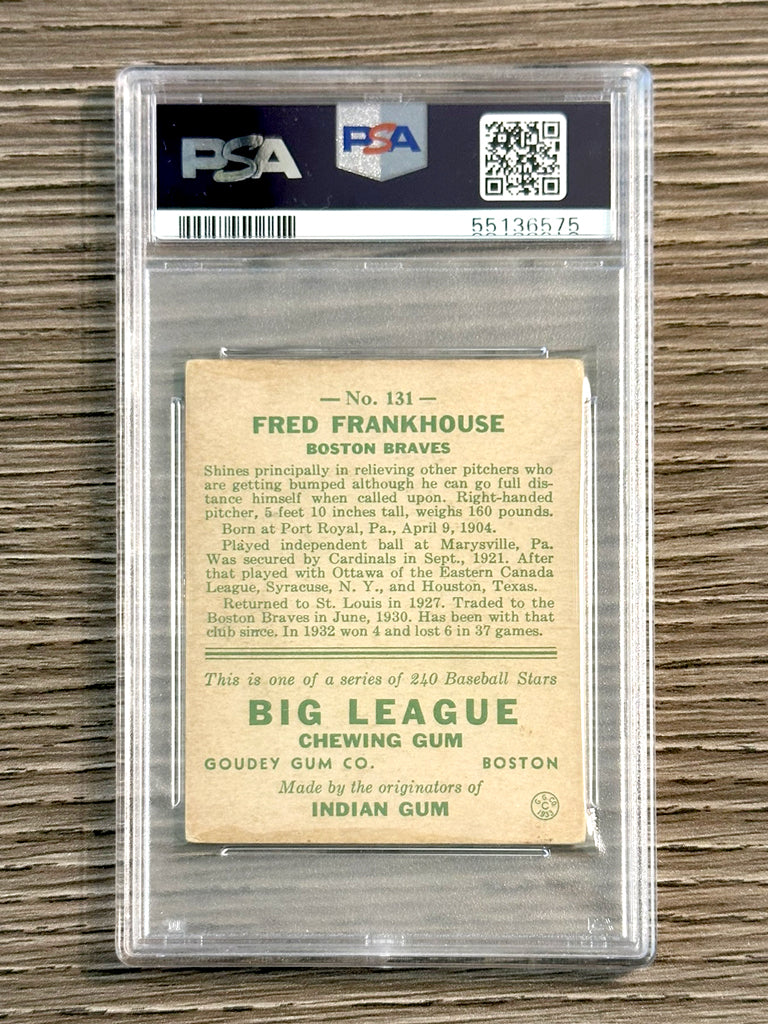 PSA
PSA
55136575
— No. 131 —
FRED FRANKHOUSE
BOSTON BRAVES
Shines principally in relieving other pitchers who
are getting bumped although he can go full dis-
tance himself when called upon. Right-handed
pitcher, 5 feet 10 inches tall, weighs 160 pounds.
Born at Port Royal, Pa., April 9, 1904.
Played independent ball at Marysville, Pa.
Was secured by Cardinals in Sept., 1921. After
that played with Ottawa of the Eastern Canada
League, Syracuse, N. Y., and Houston, Texas.
Returned to St. Louis in 1927. Traded to the
Boston Braves in June, 1930. Has been with that
club since. In 1932 won 4 and lost 6 in 37 games.
This is one of a series of 240 Baseball Stars
BIG LEAGUE
CHEWING GUM
GOUDEY GUM CO. BOSTON
Made by the originators of
INDIAN GUM
G. G. CO.
C
1933